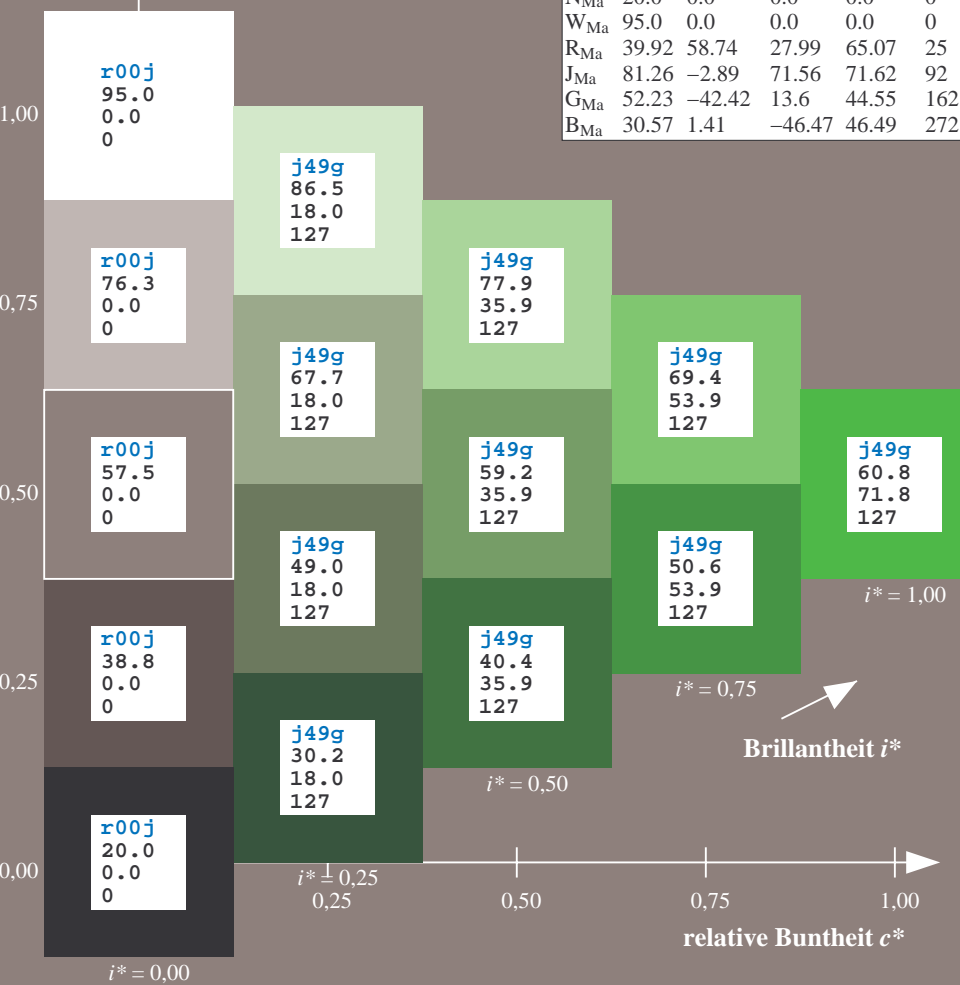 W_Ma 95.0 0.0 0.0 0.0 0
R_Ma 39.92 58.74 27.99 65.07 25
J_Ma 81.26 –2.89 71.56 71.62 92
G_Ma 52.23 –42.42 13.6 44.55 162
B_Ma 30.57 1.41 –46.47 46.49 272
r00j
95.0
0.0
0
1,00
j49g
86.5
18.0
127
r00j
76.3
0.0
0
j49g
77.9
35.9
127
0,75
j49g
67.7
18.0
127
j49g
69.4
53.9
127
r00j
57.5
0.0
0
j49g
59.2
35.9
127
j49g
60.8
71.8
127
0,50
j49g
49.0
18.0
127
j49g
50.6
53.9
127
i* = 1,00
r00j
38.8
0.0
0
j49g
40.4
35.9
127
0,25
i* = 0,75
j49g
30.2
18.0
127
Brillantheit i*
i* = 0,50
r00j
20.0
0.0
0
0,00
i* = 0,25
0,25 0,50 0,75 1,00
relative Buntheit c*
i* = 0,00